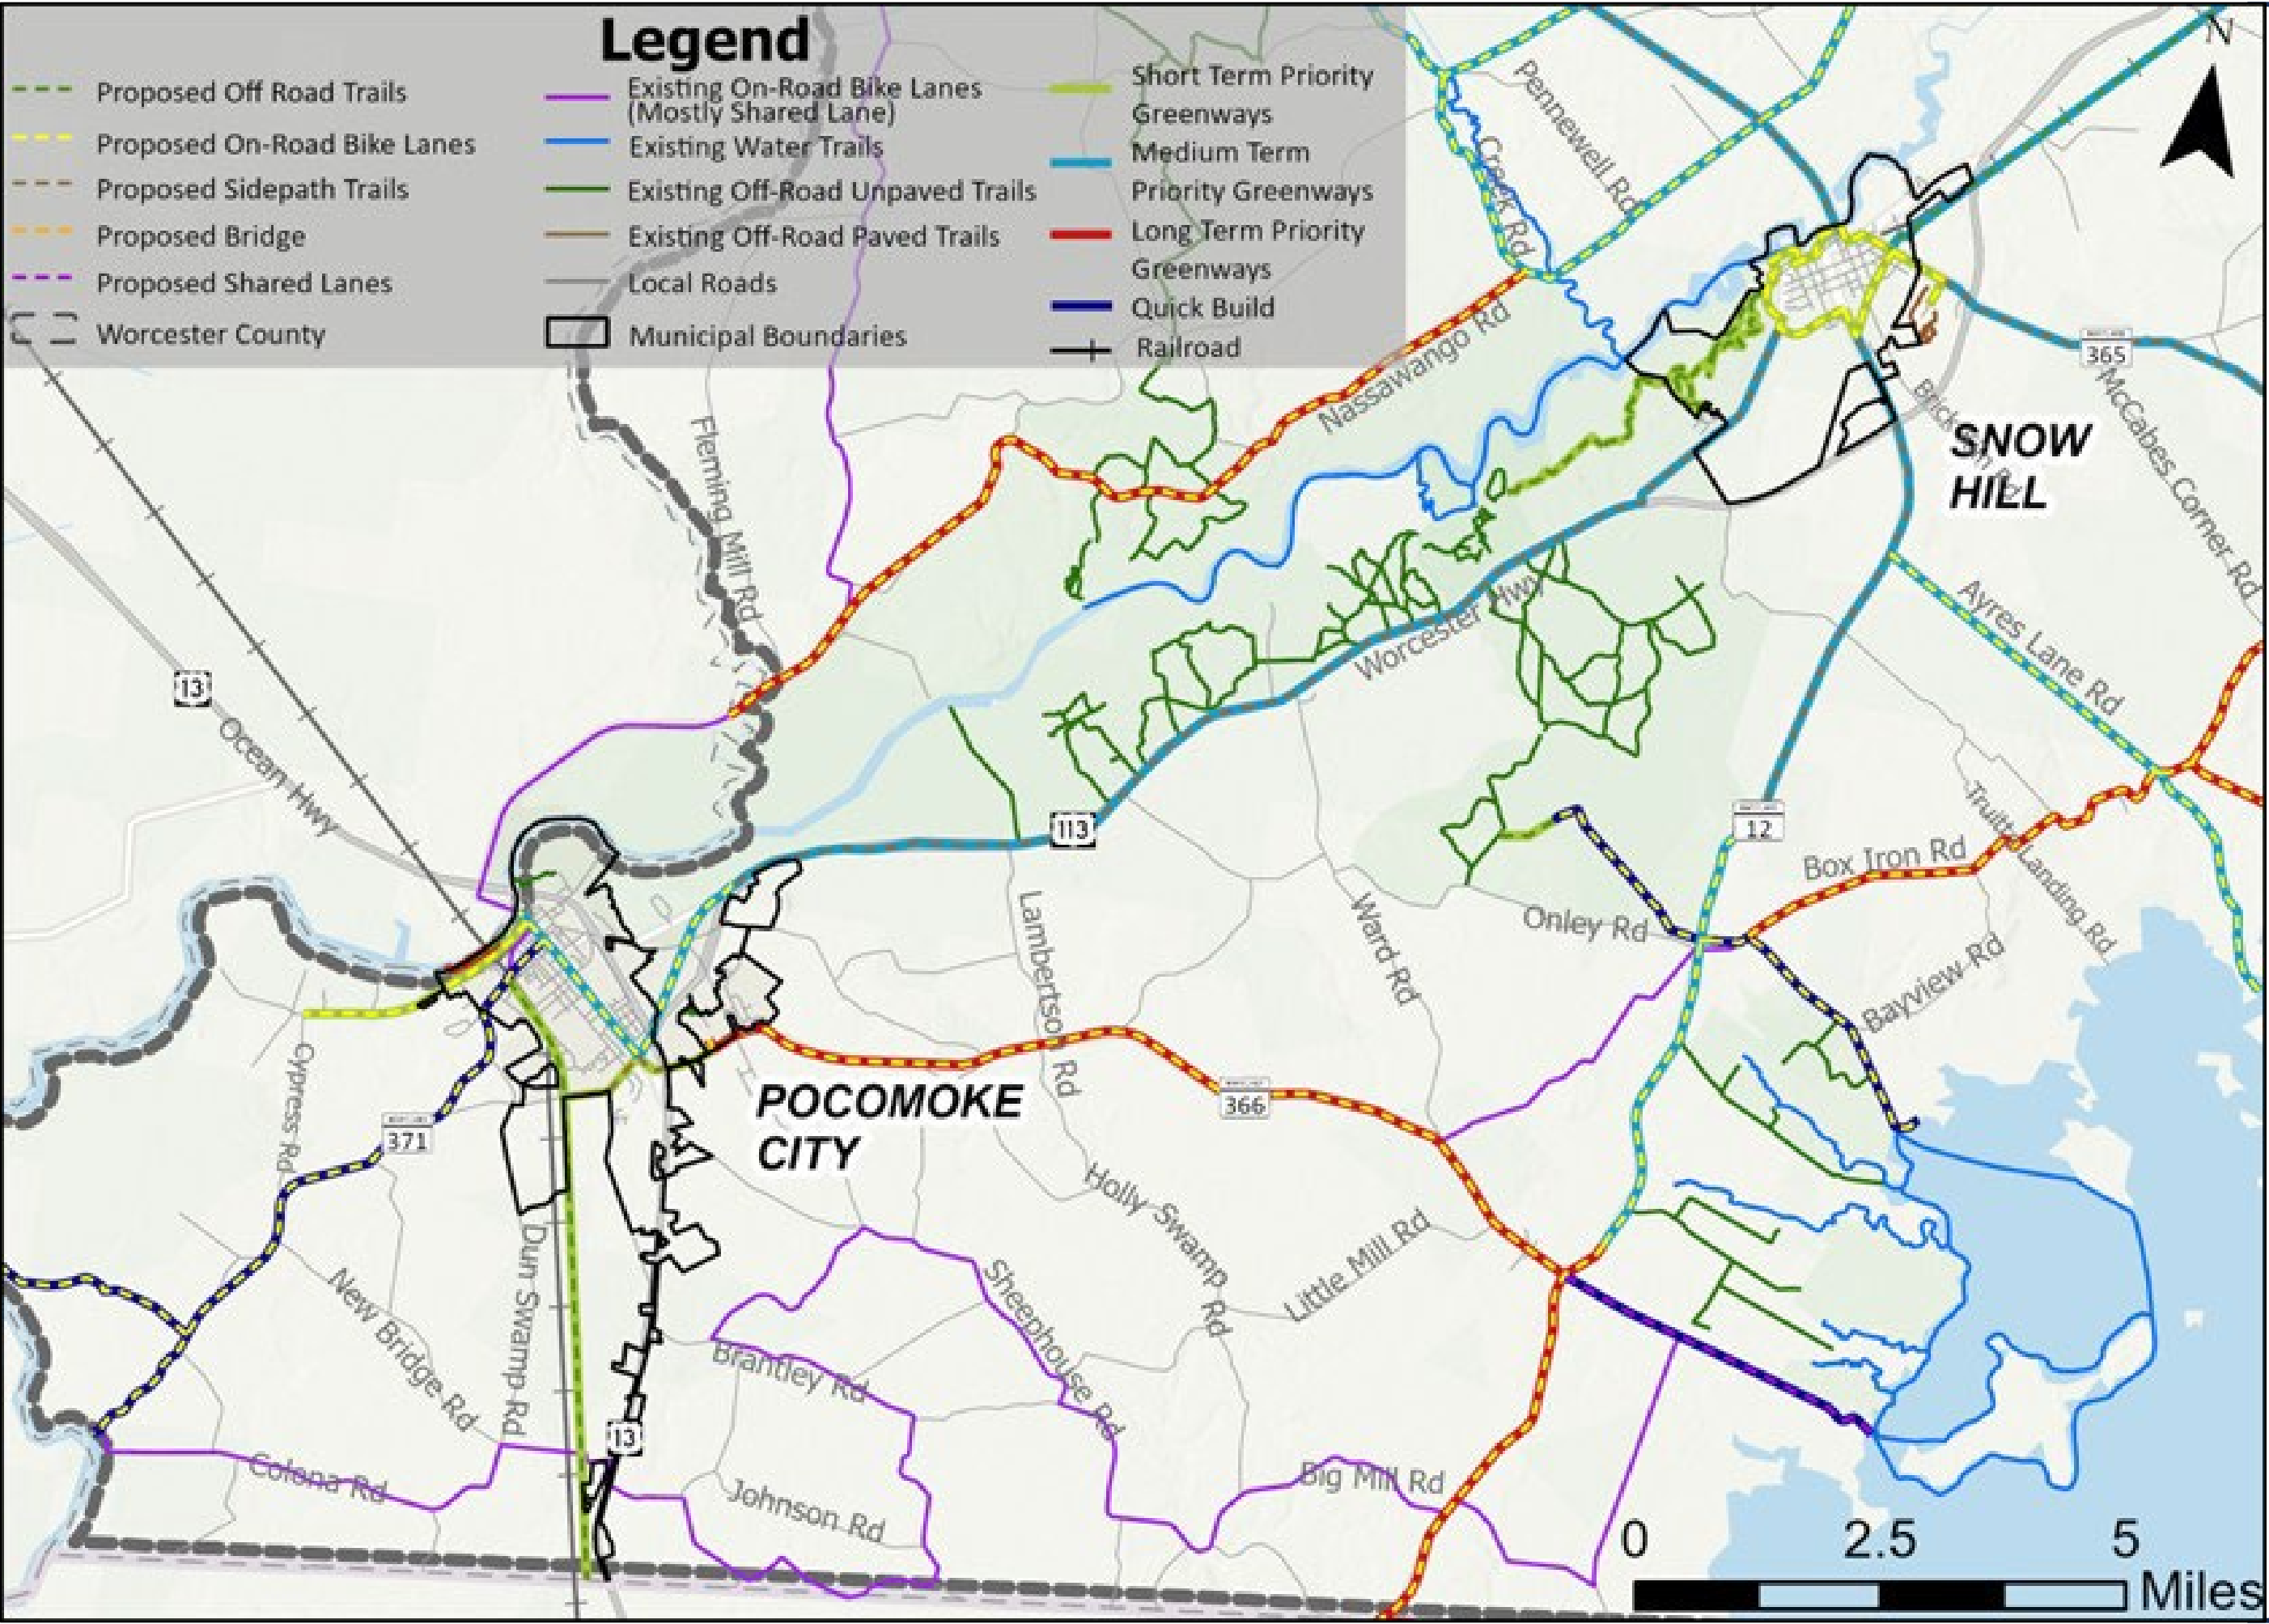 Legend
Proposed Off Road Trails
Proposed On-Road Bike Lanes
Proposed Sidepath Trails
Proposed Bridge
Proposed Shared Lanes
Worcester County
Existing On-Road Bike Lanes
(Mostly Shared Lane)
Existing Water Trails
Existing Off-Road Unpaved Trails
Existing Off-Road Paved Trails
Local Roads
Municipal Boundaries
Short Term Priority
Greenways
Medium Term
Priority Greenways
Long Term Priority
Greenways
Quick Build
Railroad
N
Pennewell Rd
Creek Rd
Nassawango Rd
MARYLAND
365
McCabes Corner Rd
SNOW
HILL
Fleming Mill Rd
Worcester Hwy
Ayres Lane Rd
13
Ocean Hwy
113
MARYLAND
12
Truitts Landing Rd
Box Iron Rd
Onley Rd
Bayview Rd
Lambertson Rd
Ward Rd
Cypress Rd
POCOMOKE
CITY
MARYLAND
366
MARYLAND
371
Holly Swamp Rd
Little Mill Rd
Dun Swamp Rd
New Bridge Rd
Sheephouse Rd
Brantley Rd
13
Colona Rd
Johnson Rd
Big Mill Rd
0 2.5 5
Miles